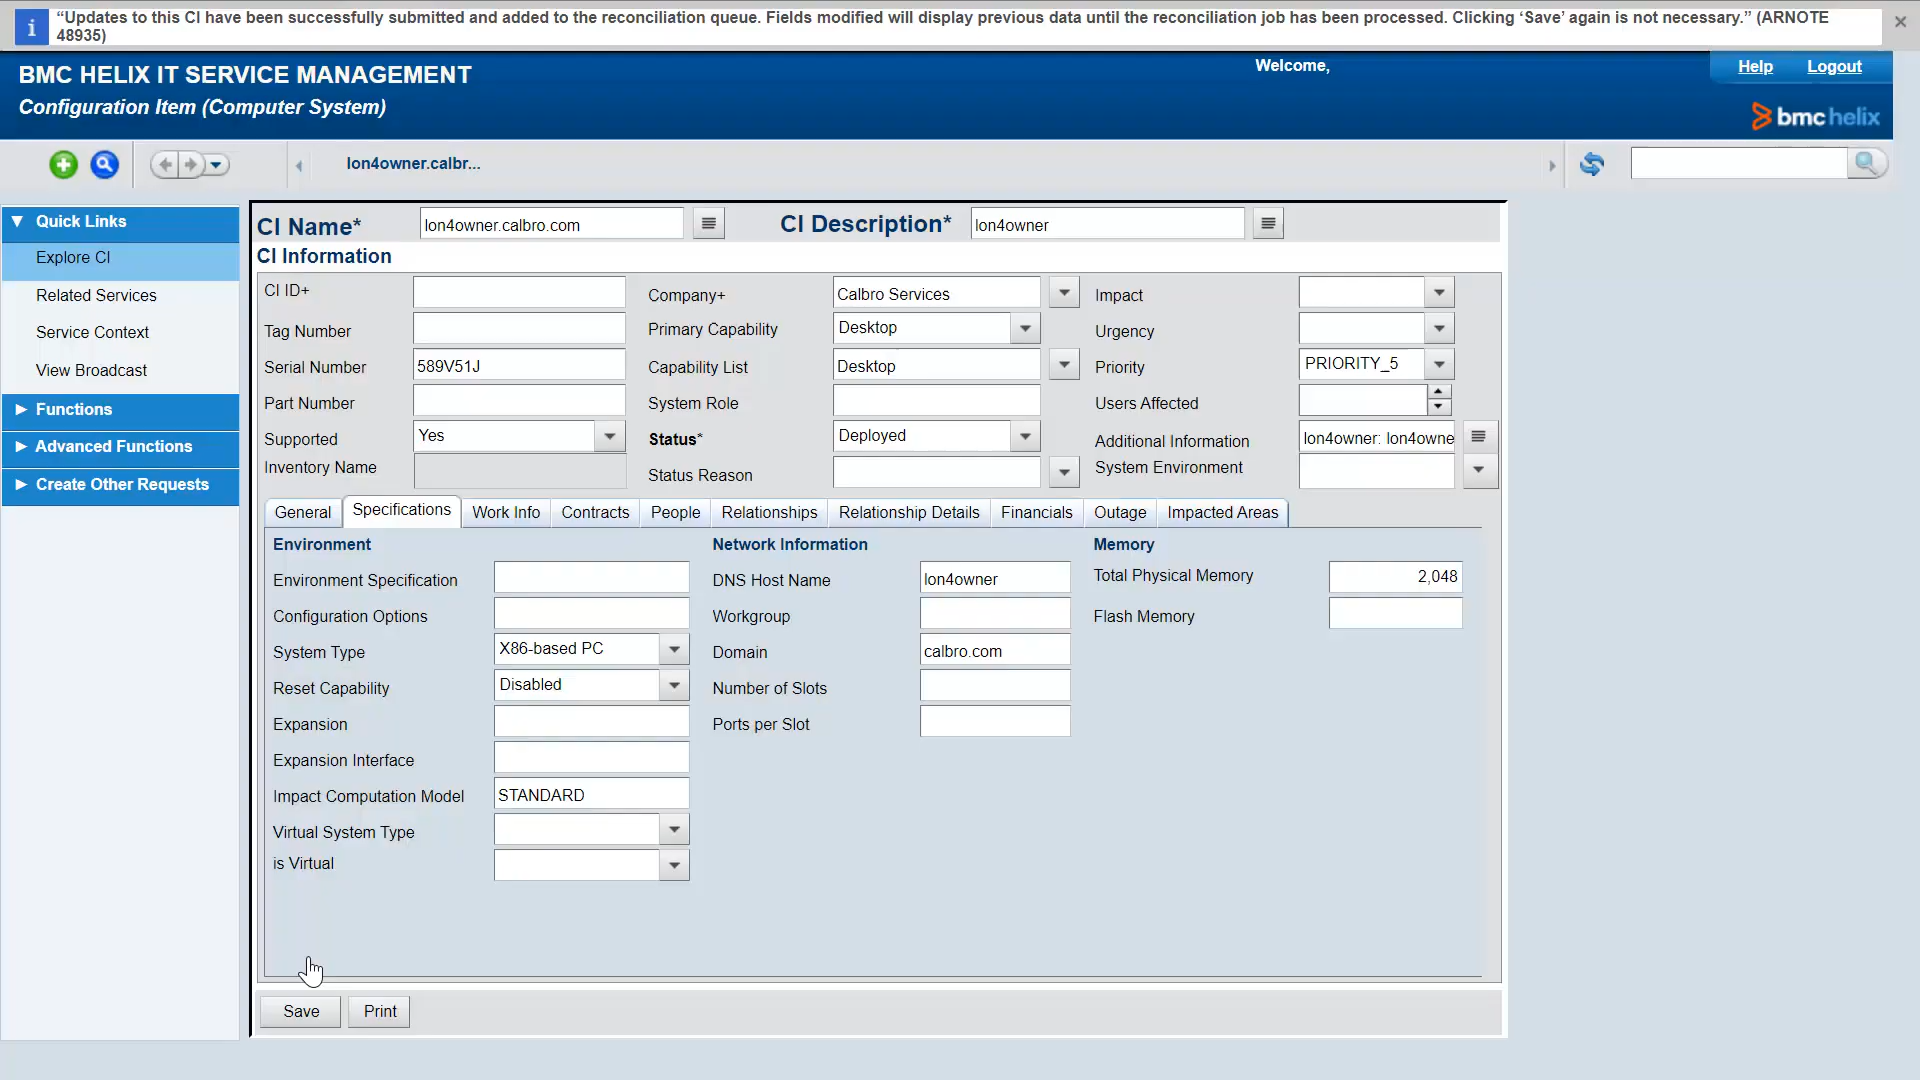 “Updates to this CI have been successfully submitted and added to the reconciliation queue. Fields modified will display previous data until the reconciliation job has been processed. Clicking ‘Save’ again is not necessary.” (ARNOTE
48935)
BMC HELIX IT SERVICE MANAGEMENT
Configuration Item (Computer System)
Welcome,
Help
Logout
bmchelix
lon4owner.calbr...
Quick Links
Explore CI
Related Services
Service Context
View Broadcast
Functions
Advanced Functions
Create Other Requests
CI Name* lon4owner.calbro.com
CI Description* lon4owner
CI Information
CI ID+
Tag Number
Serial Number 589V51J
Part Number
Supported Yes
Inventory Name
Company+ Calbro Services
Primary Capability Desktop
Capability List Desktop
System Role
Status* Deployed
Status Reason
Impact
Urgency
Priority PRIORITY_5
Users Affected
Additional Information lon4owner: lon4owne
System Environment
General Specifications Work Info Contracts People Relationships Relationship Details Financials Outage Impacted Areas
Environment
Environment Specification
Configuration Options
System Type X86-based PC
Reset Capability Disabled
Expansion
Expansion Interface
Impact Computation Model STANDARD
Virtual System Type
is Virtual
Network Information
DNS Host Name lon4owner
Workgroup
Domain calbro.com
Number of Slots
Ports per Slot
Memory
Total Physical Memory 2,048
Flash Memory
Save
Print